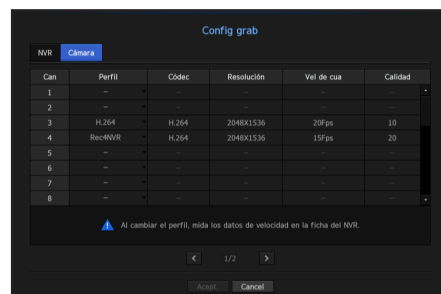 Config grab
NVR Cámara
Can Perfil Códec Resolución Vel de cua Calidad
1 – – – – –
2 – – – – –
3 H.264 H.264 2048X1536 20Fps 10
4 Rec4NVR H.264 2048X1536 15Fps 20
5 – – – – –
6 – – – – –
7 – – – – –
8 – – – – –
Al cambiar el perfil, mida los datos de velocidad en la ficha del NVR.
< 1/2 >
Acept. Cancel